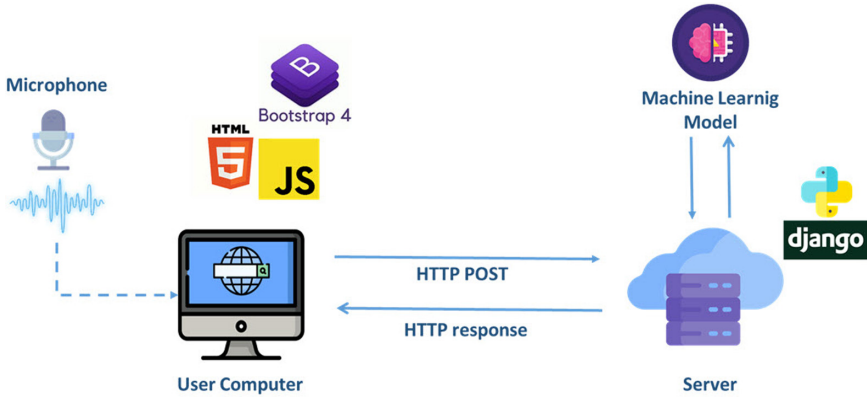 Microphone
B
Bootstrap 4
HTML
5
JS
Machine Learnig
Model
django
HTTP POST
HTTP response
User Computer
Server